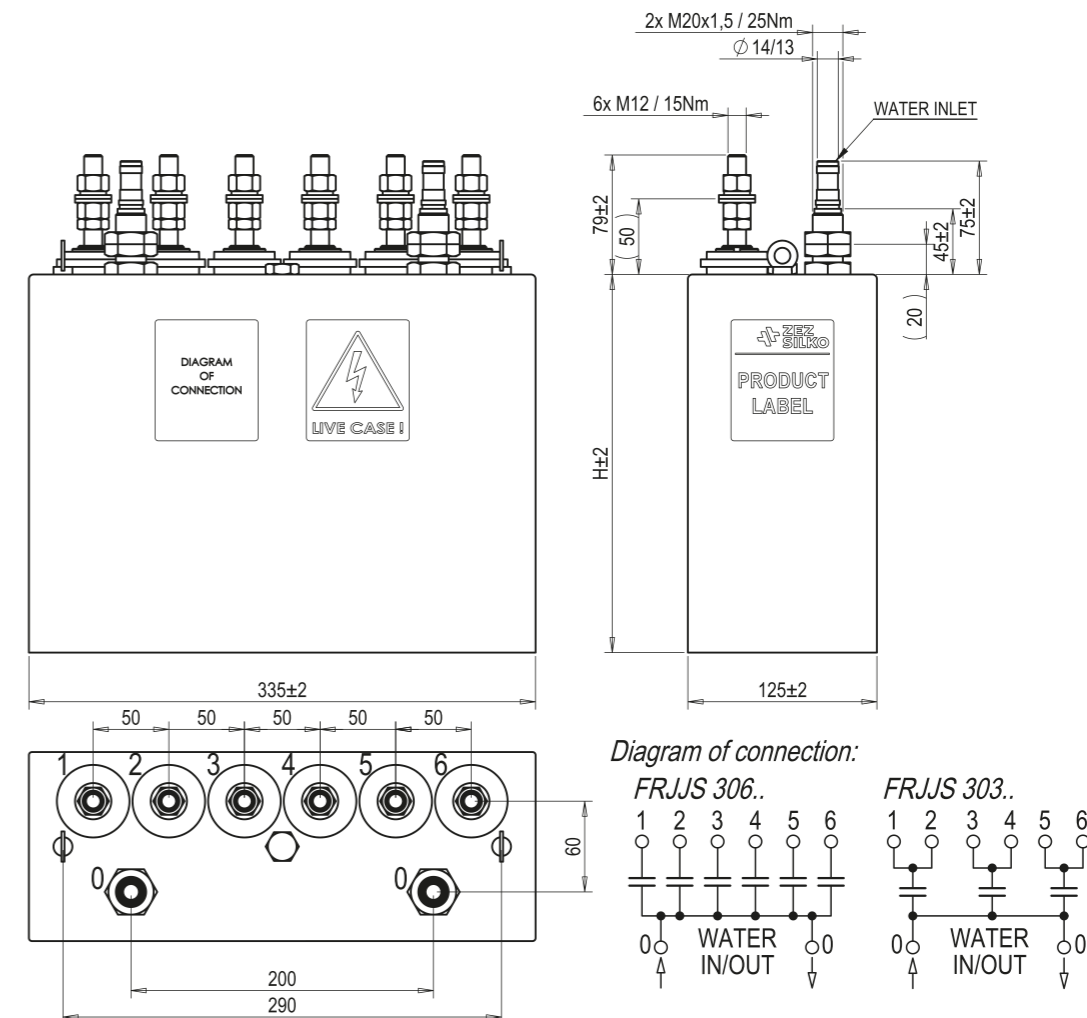 2x M20x1,5 / 25Nm
∅ 14/13
6x M12 / 15Nm
WATER INLET
79±2
(50)
45±2
75±2
(20)
DIAGRAM
OF
CONNECTION
LIVE CASE !
ZEZ
SILKO
PRODUCT
LABEL
H±2
335±2
125±2
50 50 50 50 50
1 2 3 4 5 6
60
0 0
200
290
Diagram of connection:
FRJJS 306..
1 2 3 4 5 6
0 WATER 0
IN/OUT
FRJJS 303..
1 2 3 4 5 6
0 WATER 0
IN/OUT